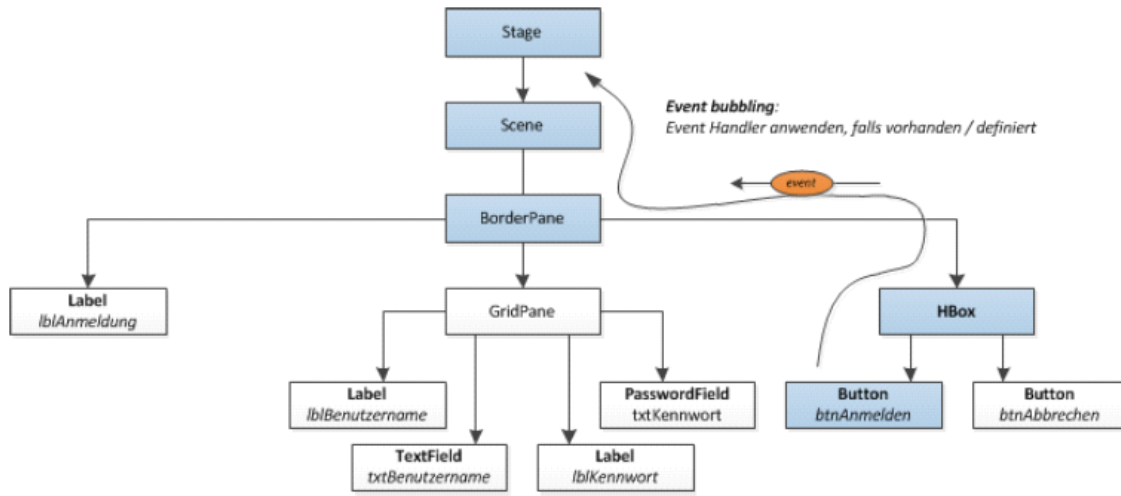 Stage
Event bubbling:
Event Handler anwenden, falls vorhanden / definiert
Scene
event
BorderPane
Label
lblAnmeldung
GridPane
HBox
Label
lblBenutzername
PasswordField
txtKennwort
Button
btnAnmelden
Button
btnAbbrechen
TextField
txtBenutzername
Label
lblKennwort